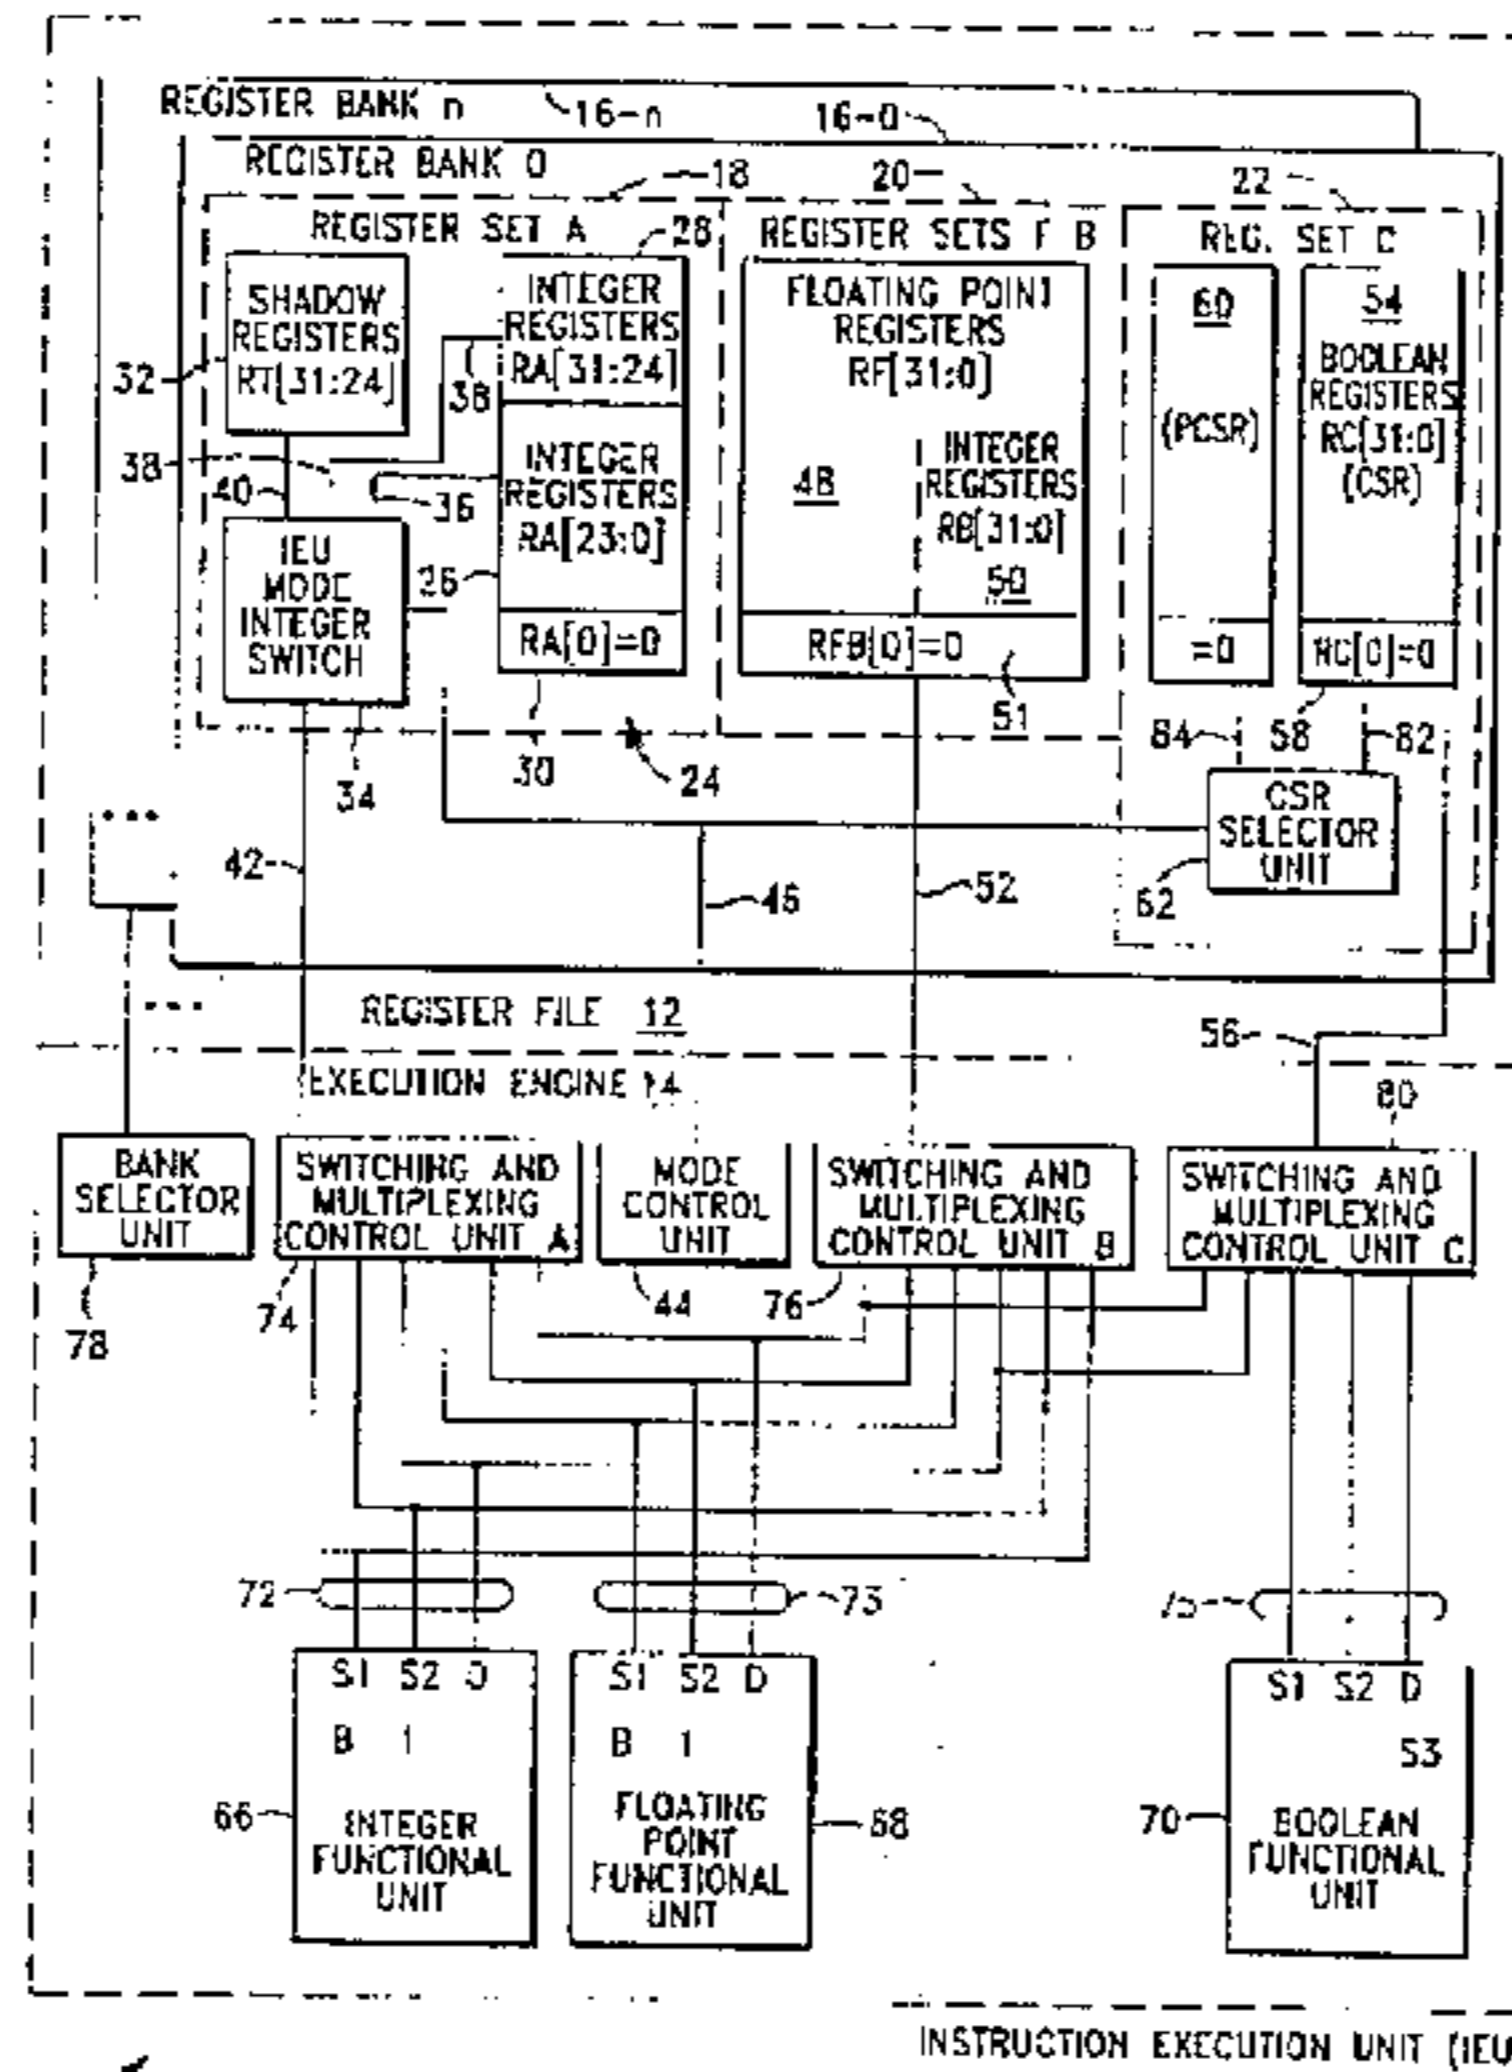 REGISTER BANK n
16-n
16-0
REGISTER BANK 0
18
20
22
REGISTER SET A
28
REGISTER SETS F B
REG. SET C
SHADOW
REGISTERS
RT[31:24]
32
INTEGER
REGISTERS
RA[31:24]
38
FLOATING POINT
REGISTERS
RF[31:0]
60
(PCSR)
54
BOOLEAN
REGISTERS
RC[31:0]
(CSR)
38
40
36
INTEGER
REGISTERS
RA[23:0]
26
48
INTEGER
REGISTERS
RB[31:0]
50
IEU
MODE
INTEGER
SWITCH
RA[0]=0
RFB[0]=0
=0
RC[0]=0
51
34
30
24
64
58
62
CSR
SELECTOR
UNIT
42
46
52
62
REGISTER FILE 12
56
EXECUTION ENGINE 14
80
BANK
SELECTOR
UNIT
SWITCHING AND
MULTIPLEXING
CONTROL UNIT A
MODE
CONTROL
UNIT
SWITCHING AND
MULTIPLEXING
CONTROL UNIT B
SWITCHING AND
MULTIPLEXING
CONTROL UNIT C
78
74
44
76
72
73
75
S1 S2 D
B 1
66
INTEGER
FUNCTIONAL
UNIT
S1 S2 D
B 1
FLOATING
POINT
FUNCTIONAL
UNIT
68
S1 S2 D
S3
70
BOOLEAN
FUNCTIONAL
UNIT
INSTRUCTION EXECUTION UNIT (IEU